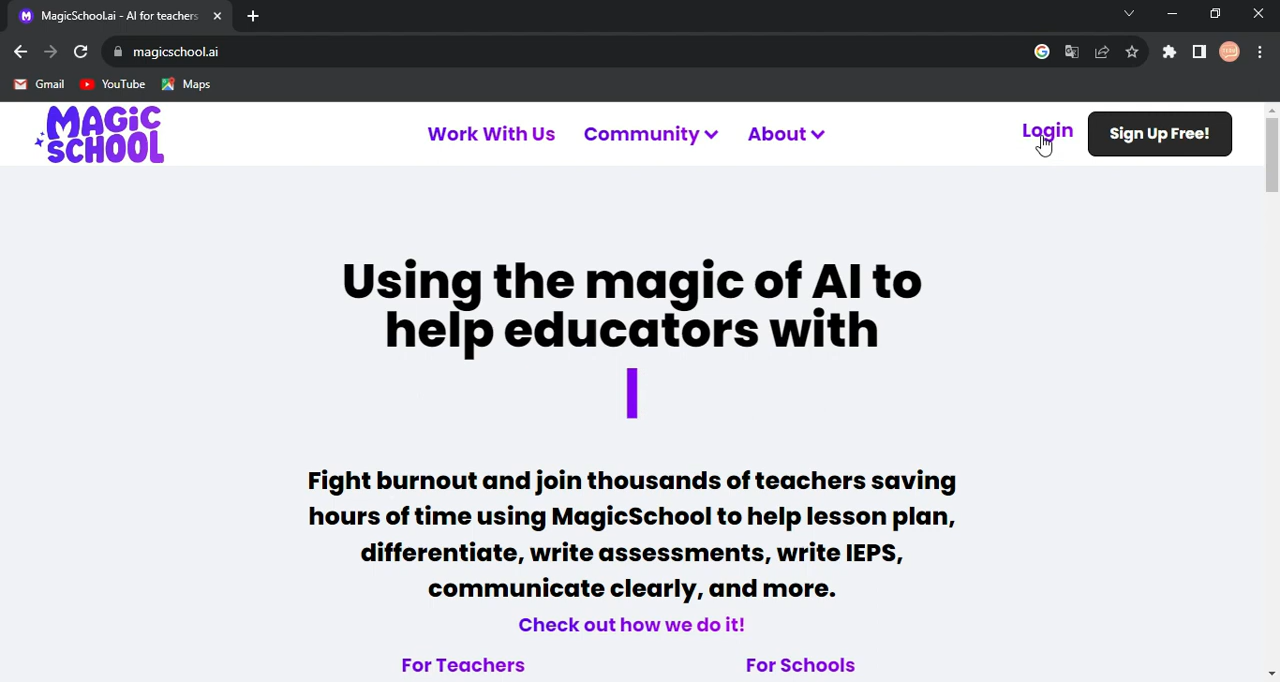 MagicSchool.ai - AI for teachers
magicschool.ai
Gmail YouTube Maps
MAGIC SCHOOL
Work With Us Community About Login Sign Up Free!
Using the magic of AI to
help educators with
Fight burnout and join thousands of teachers saving
hours of time using MagicSchool to help lesson plan,
differentiate, write assessments, write IEPS,
communicate clearly, and more.
Check out how we do it!
For Teachers For Schools